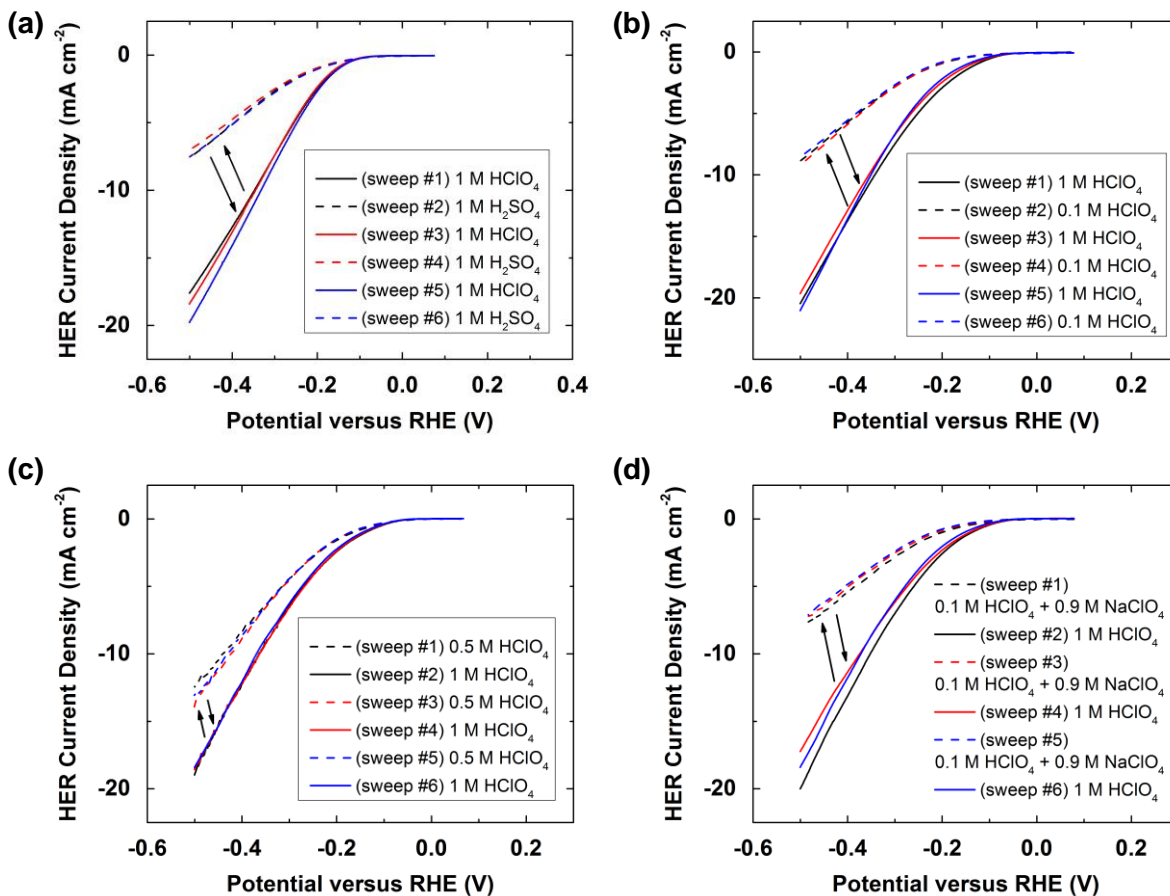 (a)
HER Current Density (mA cm⁻²)
0
-10
-20
(sweep #1) 1 M HClO₄
(sweep #2) 1 M H₂SO₄
(sweep #3) 1 M HClO₄
(sweep #4) 1 M H₂SO₄
(sweep #5) 1 M HClO₄
(sweep #6) 1 M H₂SO₄
-0.6 -0.4 -0.2 0.0 0.2 0.4
Potential versus RHE (V)
(b)
HER Current Density (mA cm⁻²)
0
-10
-20
(sweep #1) 1 M HClO₄
(sweep #2) 0.1 M HClO₄
(sweep #3) 1 M HClO₄
(sweep #4) 0.1 M HClO₄
(sweep #5) 1 M HClO₄
(sweep #6) 0.1 M HClO₄
-0.6 -0.4 -0.2 0.0 0.2
Potential versus RHE (V)
(c)
HER Current Density (mA cm⁻²)
0
-10
-20
(sweep #1) 0.5 M HClO₄
(sweep #2) 1 M HClO₄
(sweep #3) 0.5 M HClO₄
(sweep #4) 1 M HClO₄
(sweep #5) 0.5 M HClO₄
(sweep #6) 1 M HClO₄
-0.6 -0.4 -0.2 0.0 0.2
Potential versus RHE (V)
(d)
HER Current Density (mA cm⁻²)
0
-10
-20
(sweep #1)
0.1 M HClO₄ + 0.9 M NaClO₄
(sweep #2) 1 M HClO₄
(sweep #3)
0.1 M HClO₄ + 0.9 M NaClO₄
(sweep #4) 1 M HClO₄
(sweep #5)
0.1 M HClO₄ + 0.9 M NaClO₄
(sweep #6) 1 M HClO₄
-0.6 -0.4 -0.2 0.0 0.2
Potential versus RHE (V)